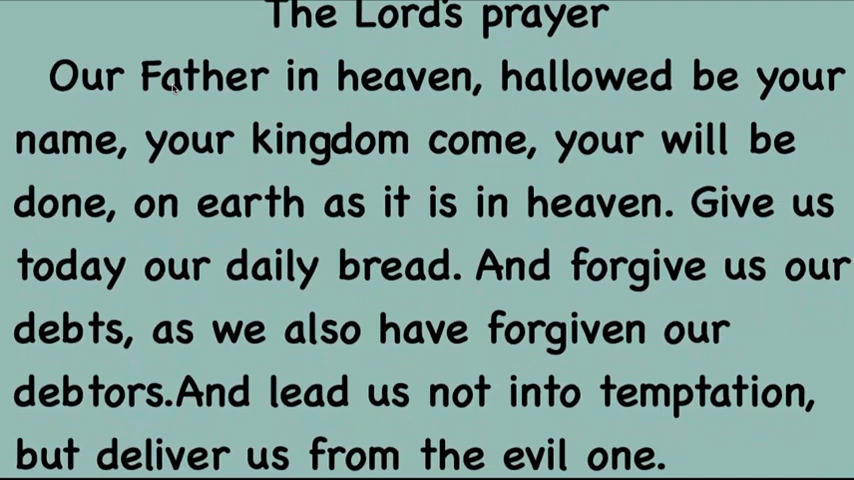 The Lord's prayer
Our Father in heaven, hallowed be your
name, your kingdom come, your will be
done, on earth as it is in heaven. Give us
today our daily bread. And forgive us our
debts, as we also have forgiven our
debtors.And lead us not into temptation,
but deliver us from the evil one.